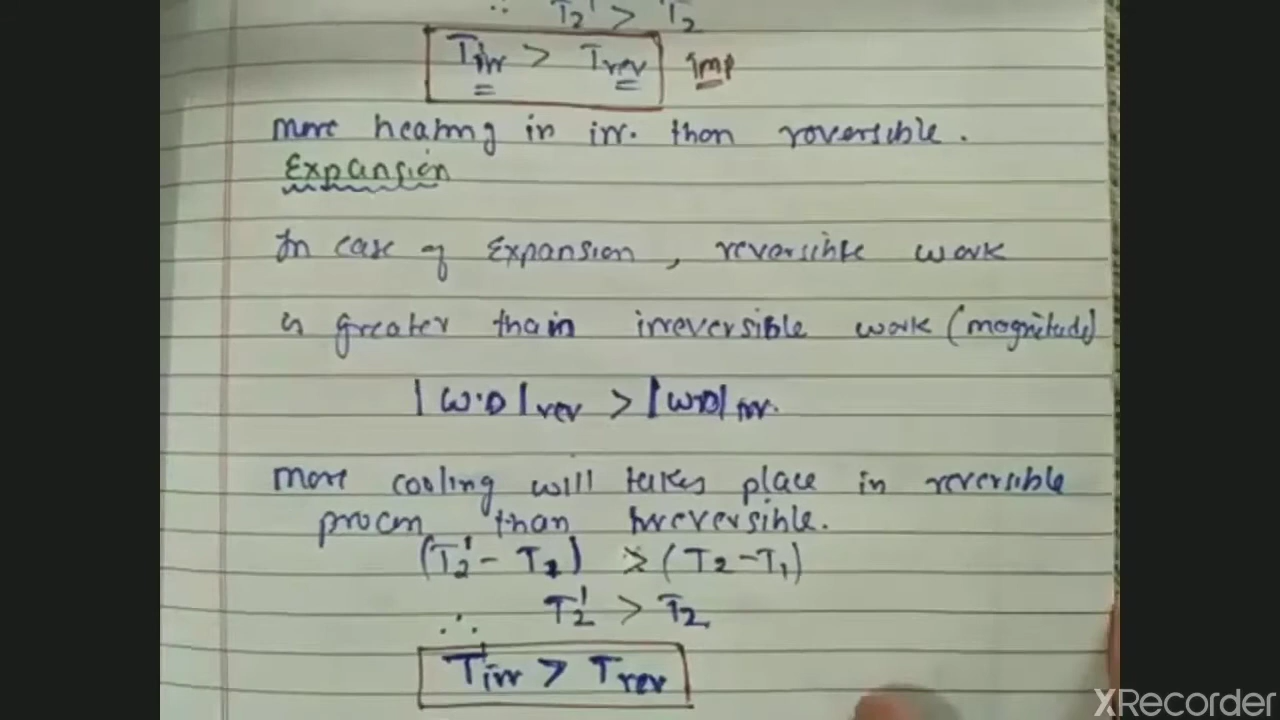 ∴ T₂' > T₂
Tirr > Trev imp
more heating in irr. than roversible.
Expansion
In case of Expansion, reversible work
is greater than irreversible work (magnitude)
|W.D|rev > |W.D|irr.
more cooling will takes place in reversible
process than irreversible.
(T₂' - T₁) > (T₂ - T₁)
∴ T₂' > T₂
Tirr > Trev
XRecorder